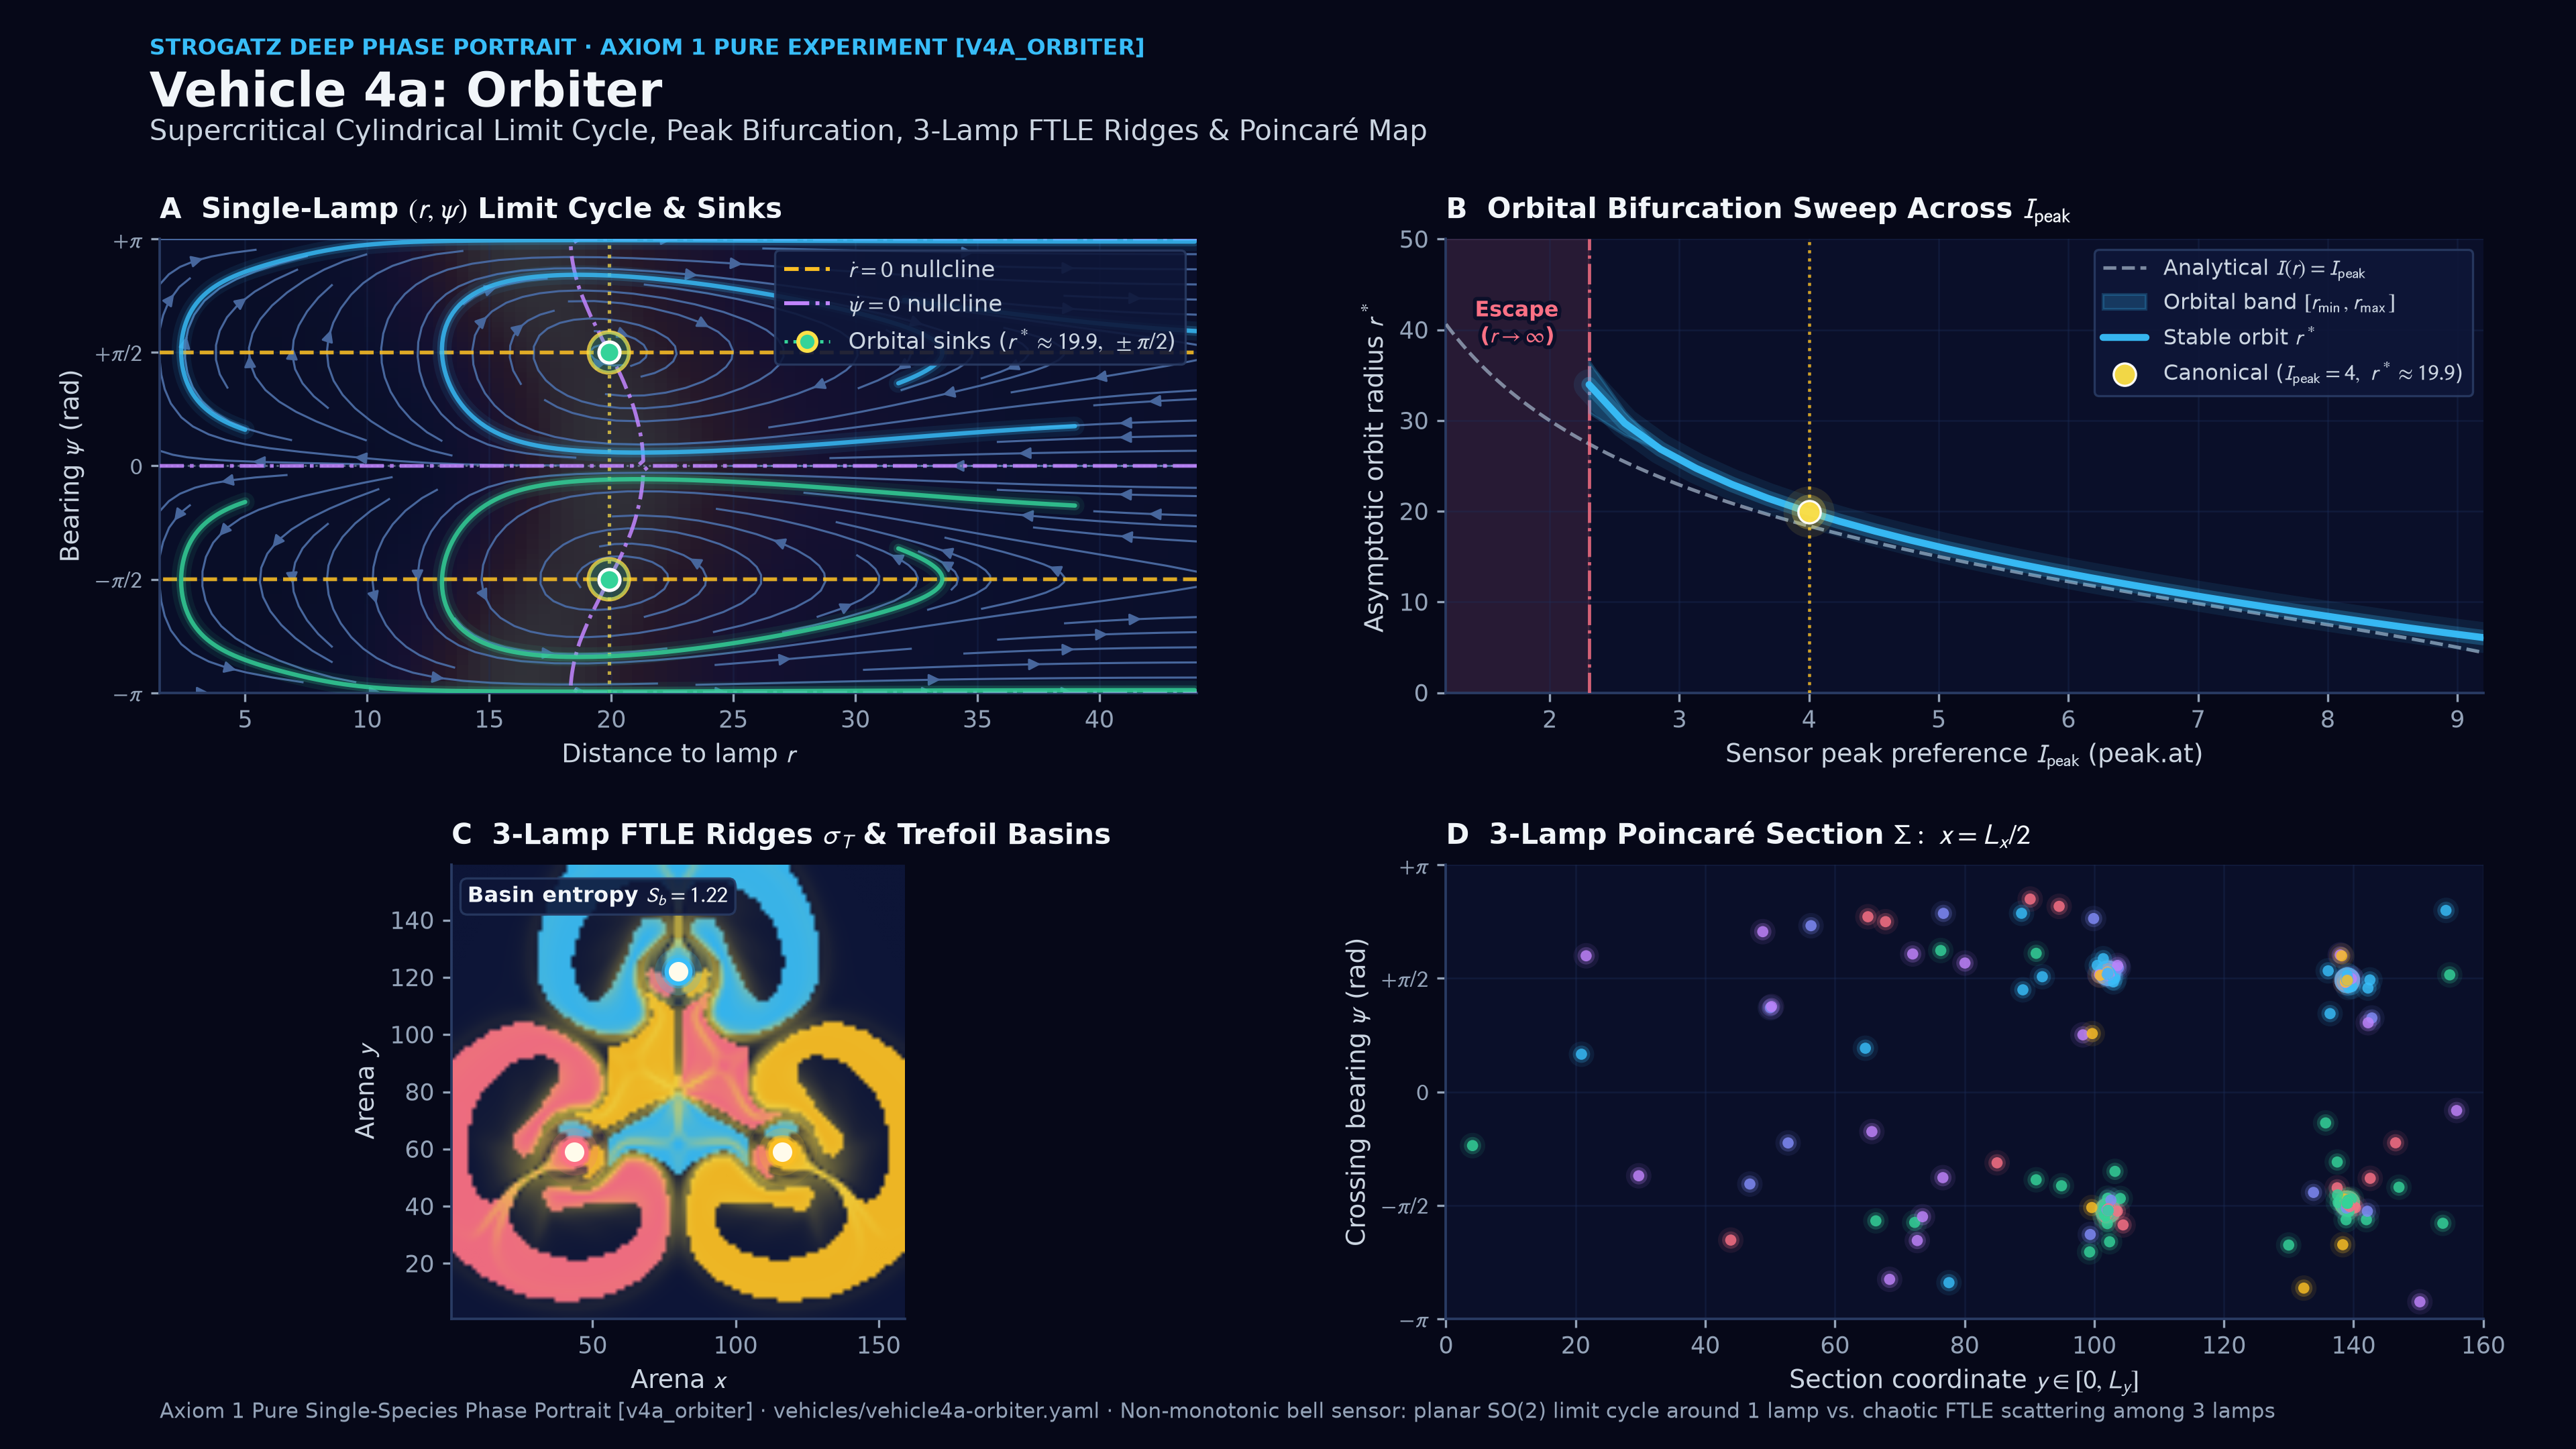 STROGATZ DEEP PHASE PORTRAIT · AXIOM 1 PURE EXPERIMENT [V4A_ORBITER]
Vehicle 4a: Orbiter
Supercritical Cylindrical Limit Cycle, Peak Bifurcation, 3-Lamp FTLE Ridges & Poincaré Map
A Single-Lamp (r, ψ) Limit Cycle & Sinks
+π
+π/2
0
−π/2
−π
Bearing ψ (rad)
ṙ = 0 nullcline
ψ̇ = 0 nullcline
Orbital sinks (r* ≈ 19.9, ± π/2)
5 10 15 20 25 30 35 40
Distance to lamp r
B Orbital Bifurcation Sweep Across I_peak
50
40
30
20
10
0
Asymptotic orbit radius r*
Escape
(r → ∞)
Analytical I(r) = I_peak
Orbital band [r_min, r_max]
Stable orbit r*
Canonical (I_peak = 4, r* ≈ 19.9)
2 3 4 5 6 7 8 9
Sensor peak preference I_peak (peak.at)
C 3-Lamp FTLE Ridges σ_T & Trefoil Basins
Basin entropy S_b = 1.22
140
120
100
80
60
40
20
Arena y
50 100 150
Arena x
D 3-Lamp Poincaré Section Σ : x = L_x/2
+π
+π/2
0
−π/2
−π
Crossing bearing ψ (rad)
0 20 40 60 80 100 120 140 160
Section coordinate y ∈ [0, L_y]
Axiom 1 Pure Single-Species Phase Portrait [v4a_orbiter] · vehicles/vehicle4a-orbiter.yaml · Non-monotonic bell sensor: planar SO(2) limit cycle around 1 lamp vs. chaotic FTLE scattering among 3 lamps